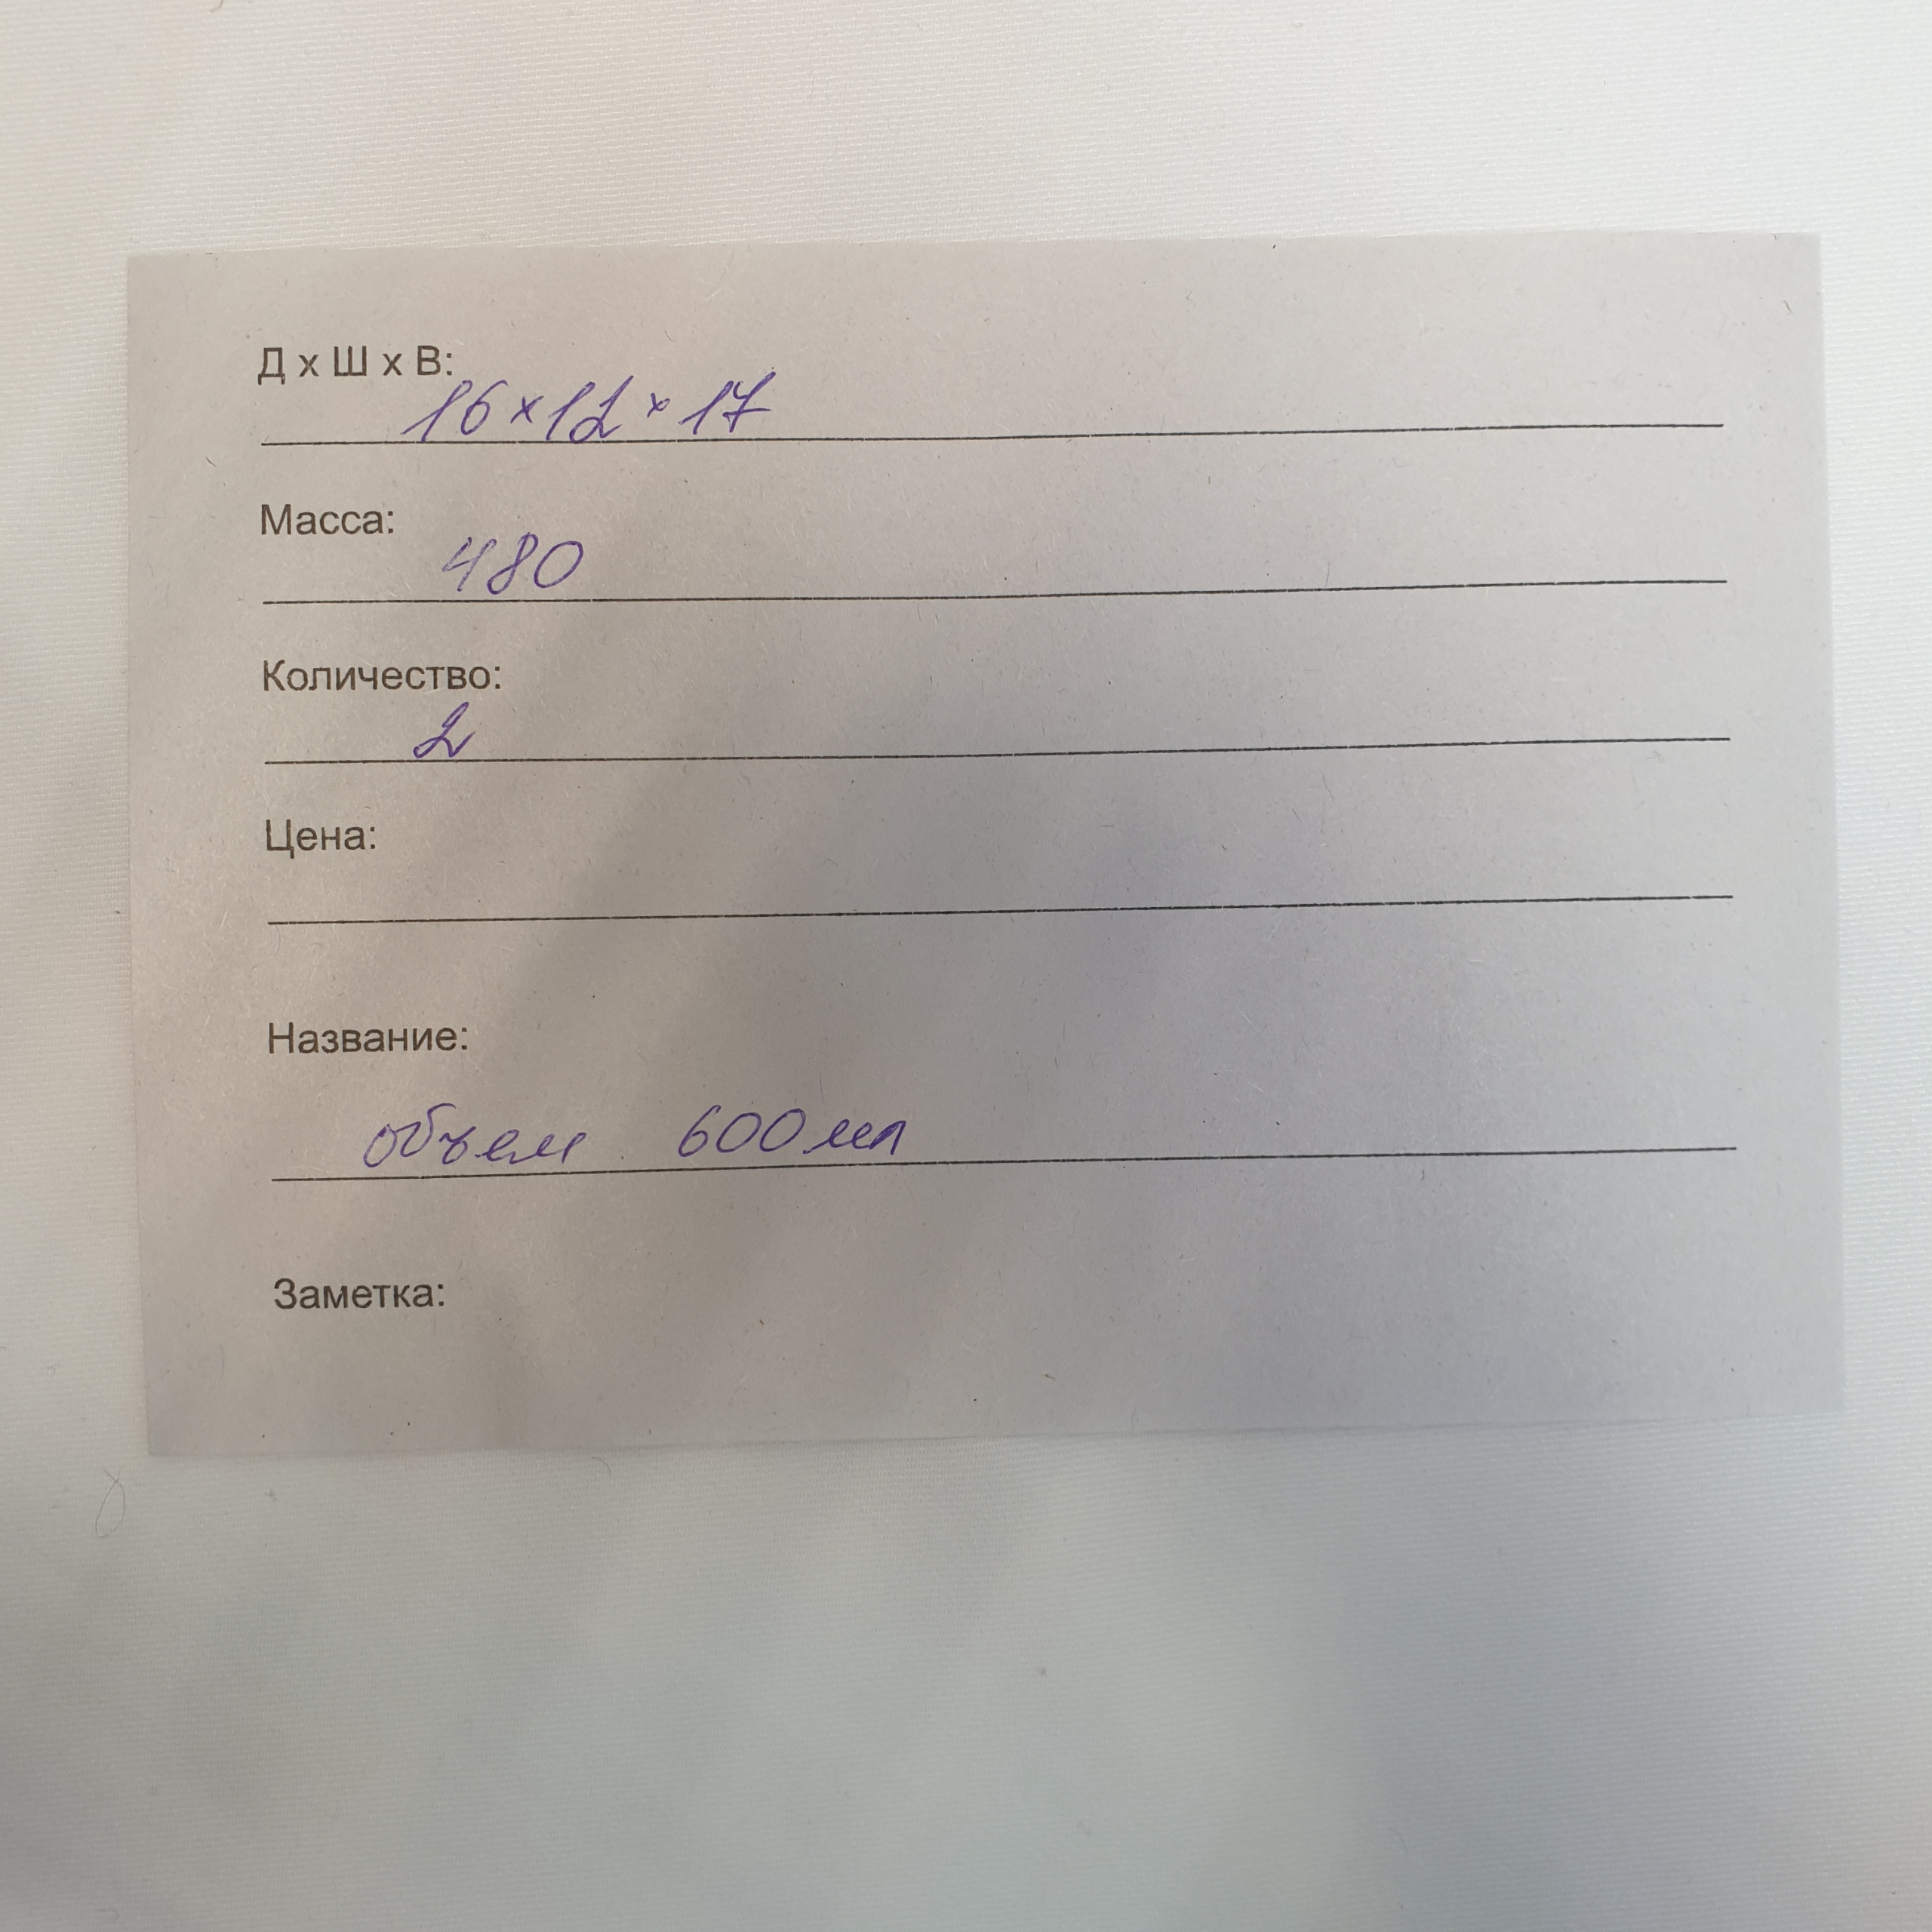 Д х Ш х В:
16×12×17
Масса:
480
Количество:
2
Цена:
Название:
объем 600мл
Заметка: